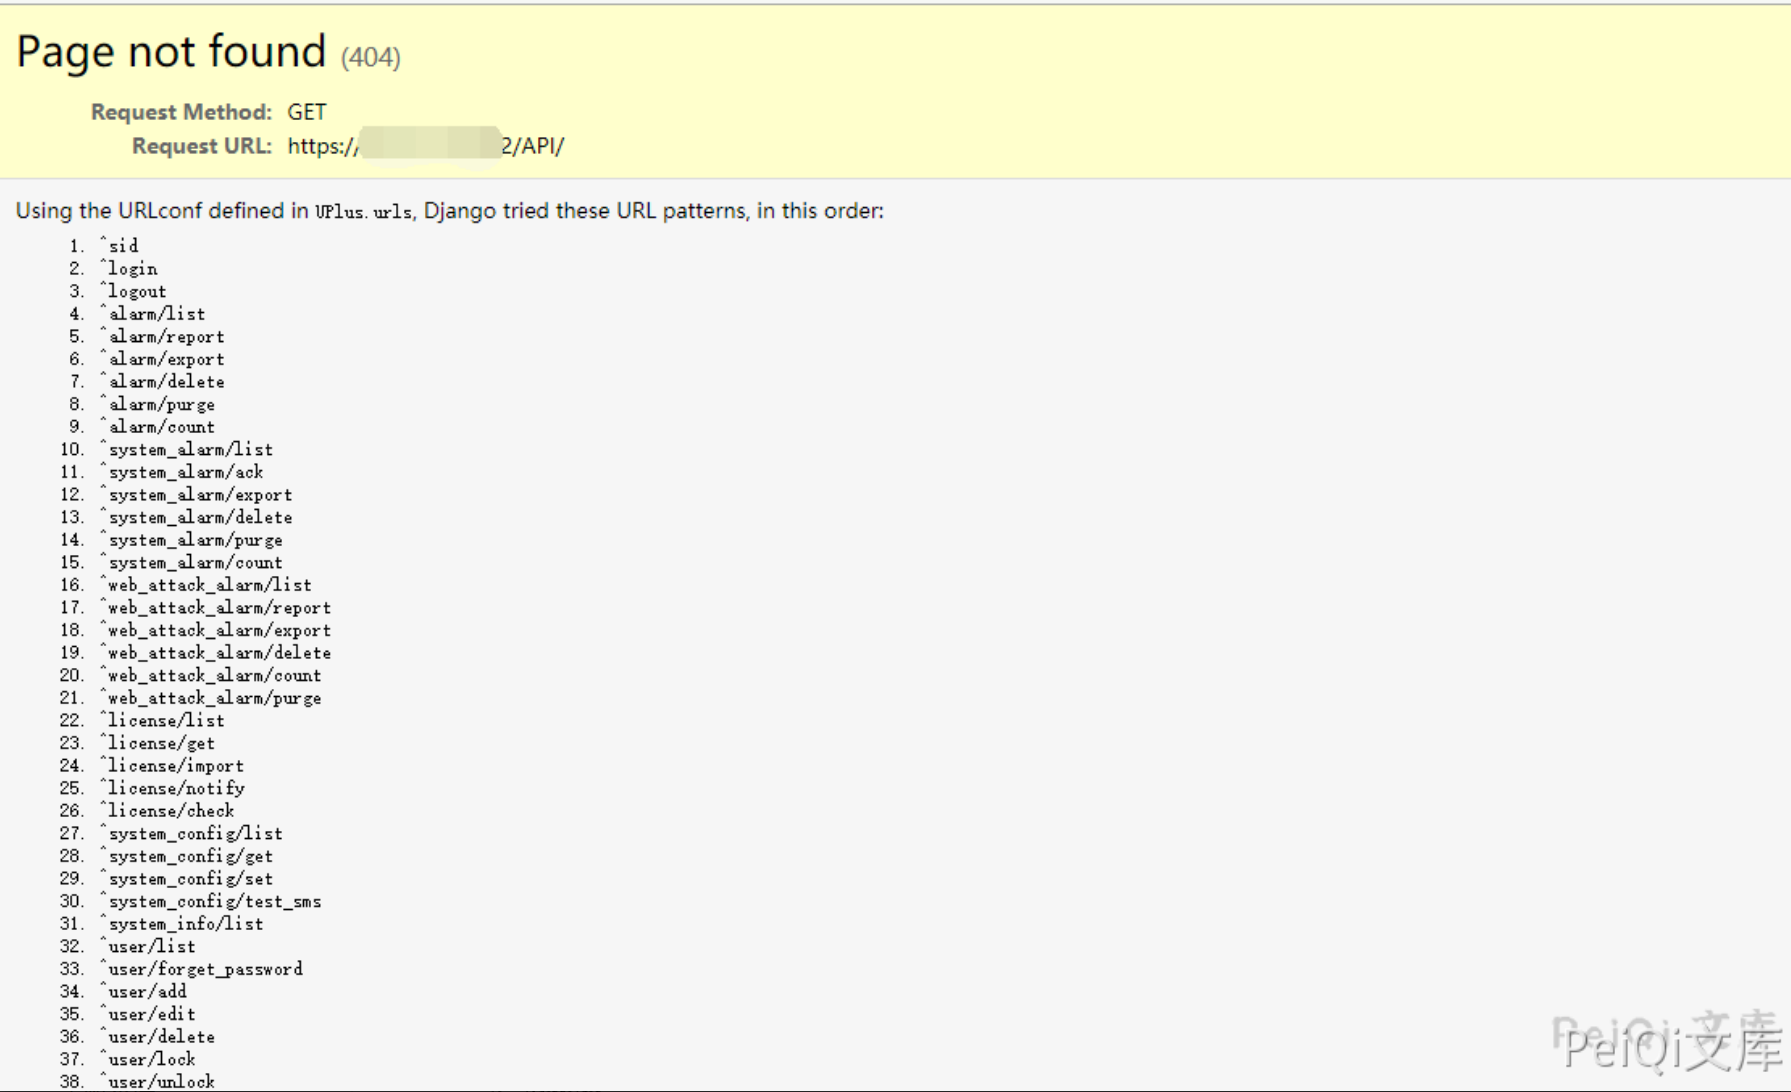 Page not found (404)
Request Method: GET
Request URL: https://2/API/
Using the URLconf defined in UPlus.urls, Django tried these URL patterns, in this order:
1. ^sid
2. ^login
3. ^logout
4. ^alarm/list
5. ^alarm/report
6. ^alarm/export
7. ^alarm/delete
8. ^alarm/purge
9. ^alarm/count
10. ^system_alarm/list
11. ^system_alarm/ack
12. ^system_alarm/export
13. ^system_alarm/delete
14. ^system_alarm/purge
15. ^system_alarm/count
16. ^web_attack_alarm/list
17. ^web_attack_alarm/report
18. ^web_attack_alarm/export
19. ^web_attack_alarm/delete
20. ^web_attack_alarm/count
21. ^web_attack_alarm/purge
22. ^license/list
23. ^license/get
24. ^license/import
25. ^license/notify
26. ^license/check
27. ^system_config/list
28. ^system_config/get
29. ^system_config/set
30. ^system_config/test_sms
31. ^system_info/list
32. ^user/list
33. ^user/forget_password
34. ^user/add
35. ^user/edit
36. ^user/delete
37. ^user/lock
38. ^user/unlock
PeiQi文库
PeiQi文库